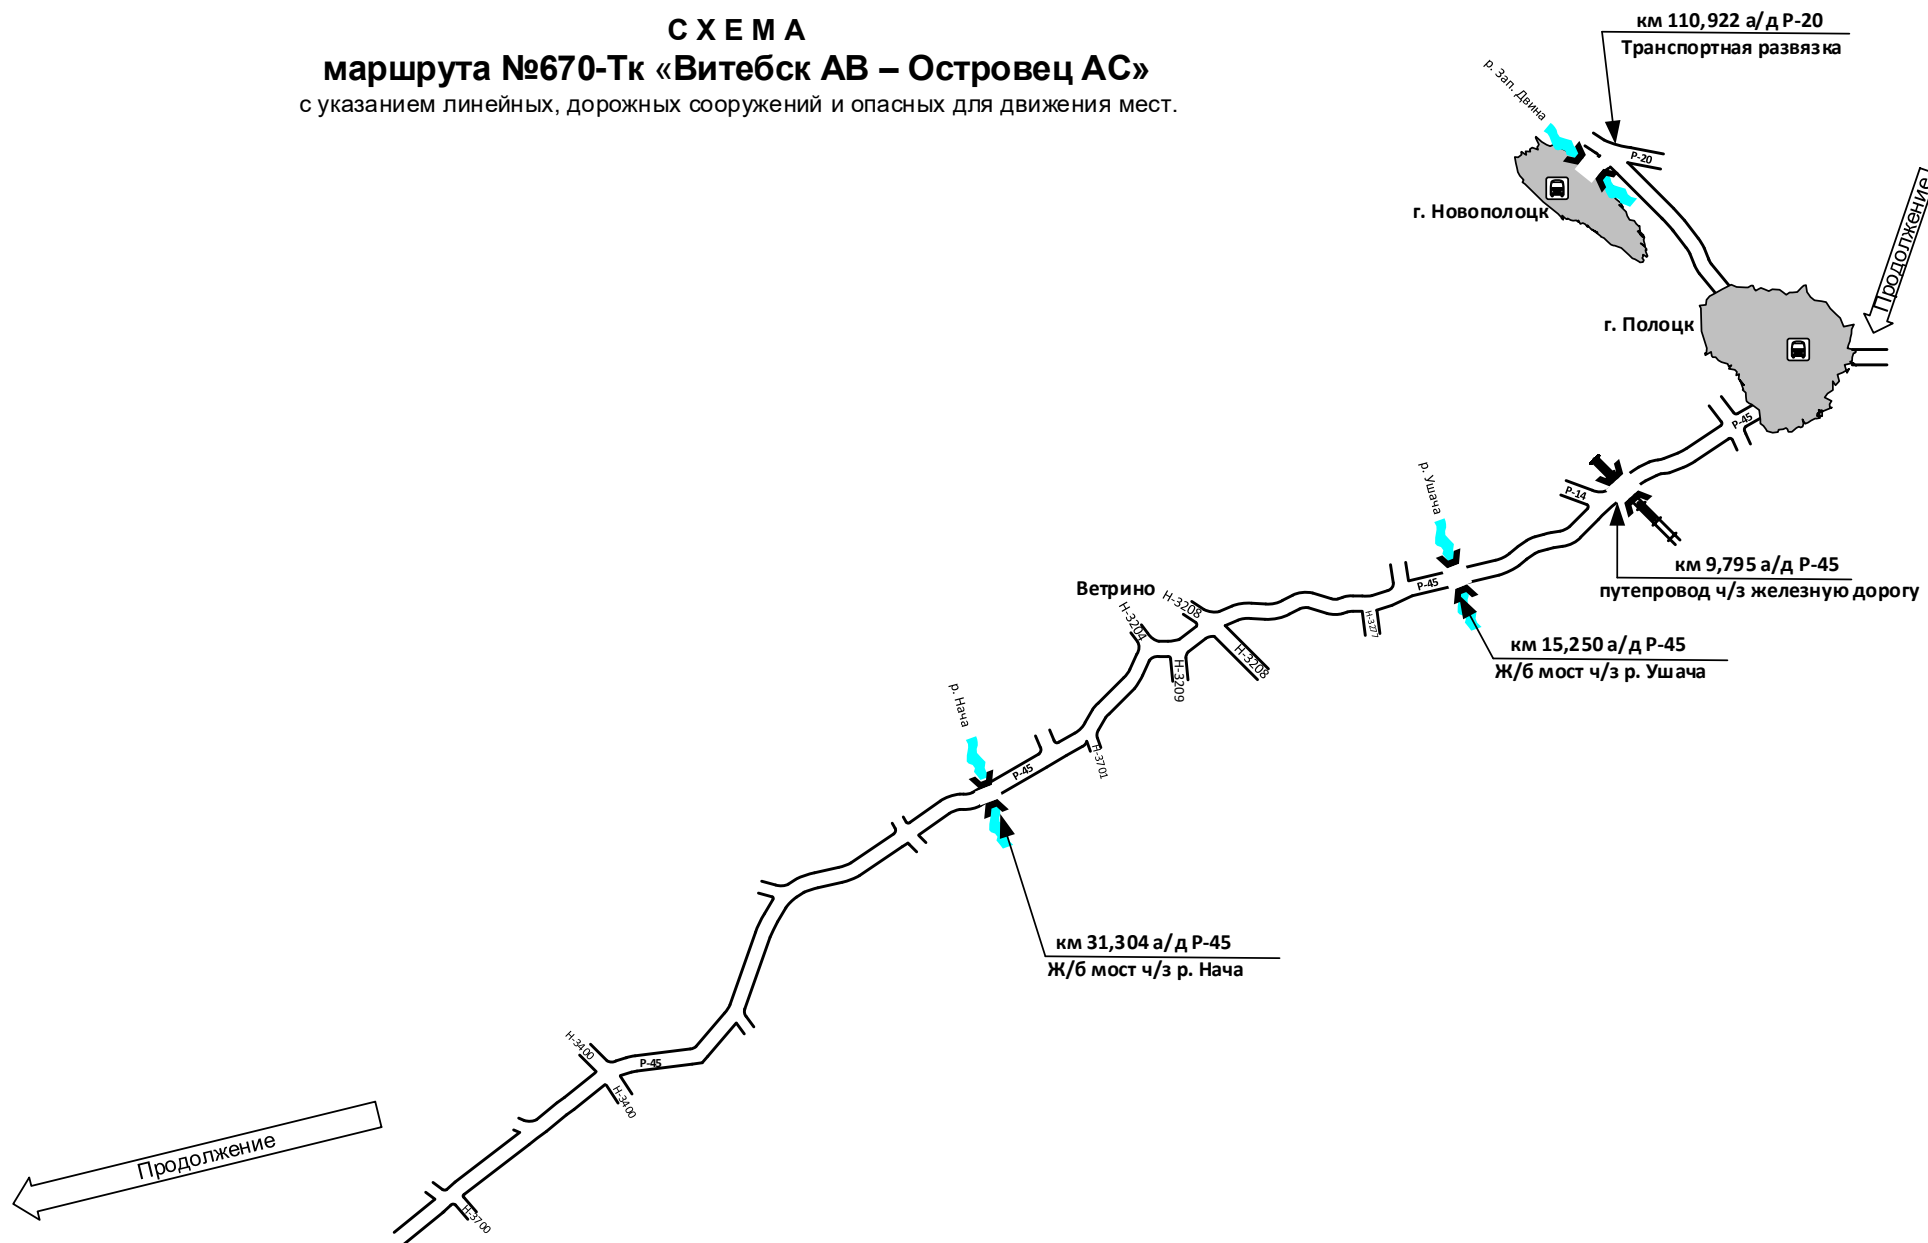 С Х Е М А
маршрута №670-Тк «Витебск АВ – Островец АС»
с указанием линейных, дорожных сооружений и опасных для движения мест.
км 110,922 а/д Р-20
Транспортная развязка
р. Зап. Двина
Р-20
Продолжение
г. Новополоцк
г. Полоцк
Р-45
р. Ушача
Р-14
км 9,795 а/д Р-45
путепровод ч/з железную дорогу
Ветрино
Н-3208
Н-3204
Р-45
Н-3277
Н-3208
Н-3209
км 15,250 а/д Р-45
Ж/б мост ч/з р. Ушача
р. Нача
Р-45
Н-3701
км 31,304 а/д Р-45
Ж/б мост ч/з р. Нача
Н-3400
Р-45
Н-3400
Продолжение
Н-3700